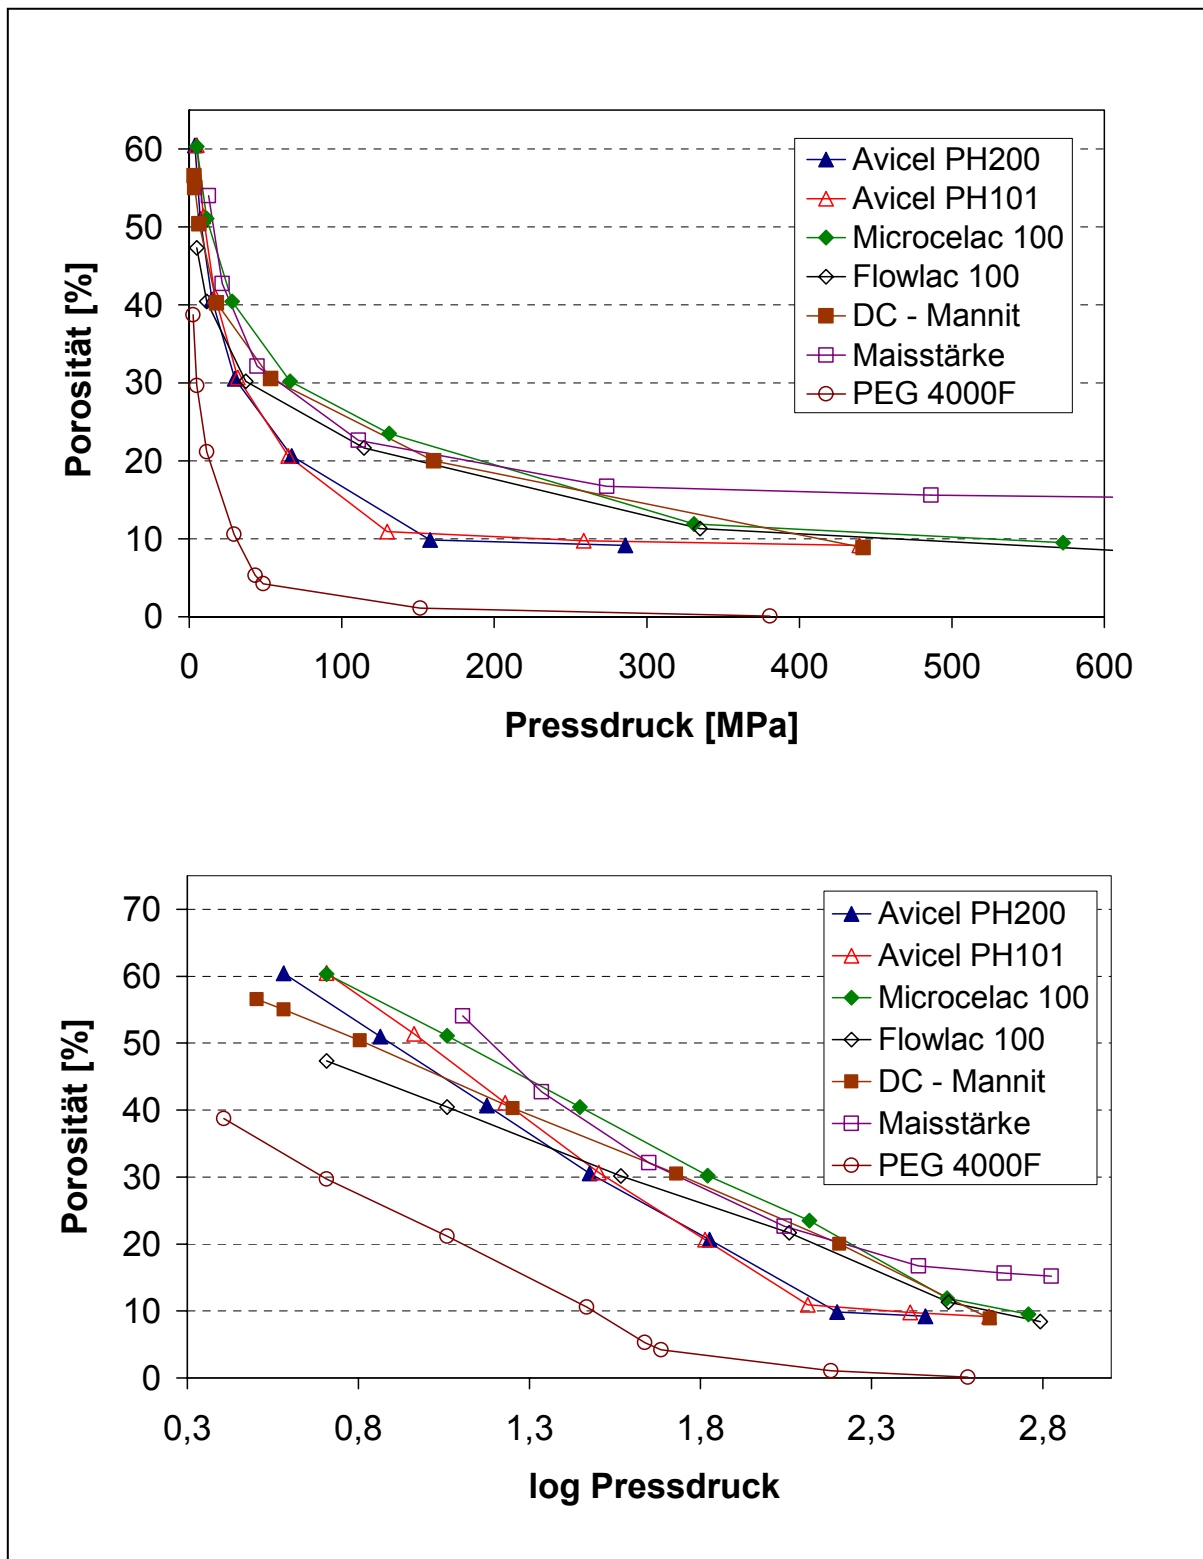 60
50
40
30
20
10
0
Porosität [%]
0 100 200 300 400 500 600
Pressdruck [MPa]
Avicel PH200
Avicel PH101
Microcelac 100
Flowlac 100
DC - Mannit
Maisstärke
PEG 4000F
70
60
50
40
30
20
10
0
Porosität [%]
0,3 0,8 1,3 1,8 2,3 2,8
log Pressdruck
Avicel PH200
Avicel PH101
Microcelac 100
Flowlac 100
DC - Mannit
Maisstärke
PEG 4000F